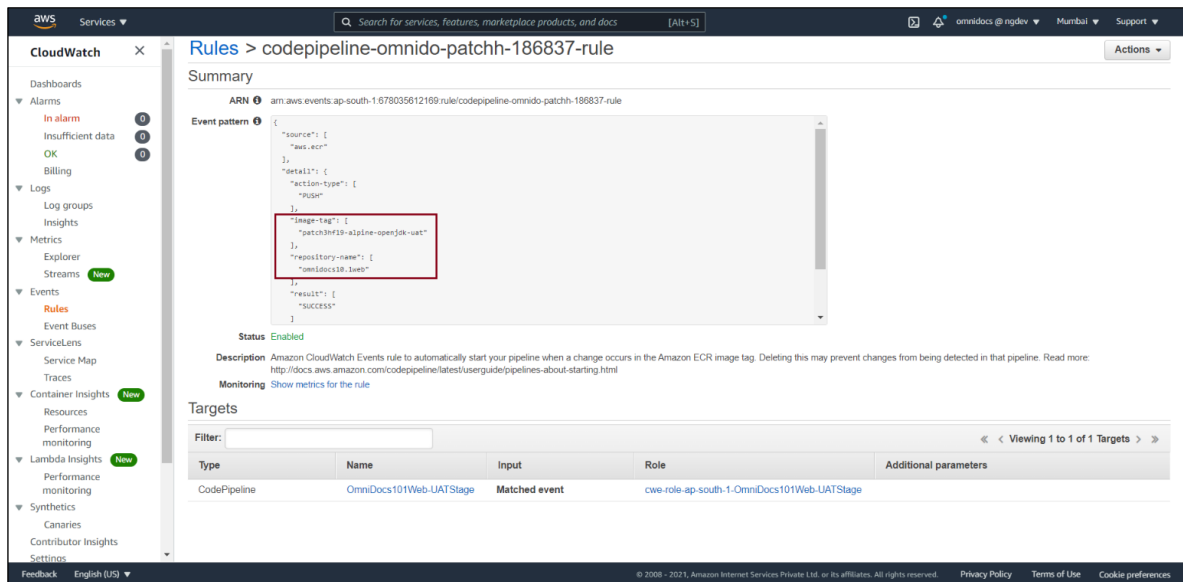 aws
Services ▼
Search for services, features, marketplace products, and docs [Alt+S]
omnidocs @ ngdev ▼ Mumbai ▼ Support ▼
CloudWatch ×
Dashboards
Alarms
In alarm 0
Insufficient data 0
OK 0
Billing
Logs
Log groups
Insights
Metrics
Explorer
Streams New
Events
Rules
Event Buses
ServiceLens
Service Map
Traces
Container Insights New
Resources
Performance
monitoring
Lambda Insights New
Performance
monitoring
Synthetics
Canaries
Contributor Insights
Settings
Rules > codepipeline-omnido-patchh-186837-rule
Actions
Summary
ARN arn:aws:events:ap-south-1:678035612169:rule/codepipeline-omnido-patchh-186837-rule
Event pattern {
"source": [
"aws.ecr"
],
"detail": {
"action-type": [
"PUSH"
],
"image-tag": [
"patch3hf19-alpine-openjdk-uat"
],
"repository-name": [
"omnidocs10.1web"
],
"result": [
"SUCCESS"
]
Status Enabled
Description Amazon CloudWatch Events rule to automatically start your pipeline when a change occurs in the Amazon ECR image tag. Deleting this may prevent changes from being detected in that pipeline. Read more:
http://docs.aws.amazon.com/codepipeline/latest/userguide/pipelines-about-starting.html
Monitoring Show metrics for the rule
Targets
Filter:
« < Viewing 1 to 1 of 1 Targets > »
Type Name Input Role Additional parameters
CodePipeline OmniDocs101Web-UATStage Matched event cwe-role-ap-south-1-OmniDocs101Web-UATStage
Feedback English (US) ▼
© 2008 - 2021, Amazon Internet Services Private Ltd. or its affiliates. All rights reserved. Privacy Policy Terms of Use Cookie preferences